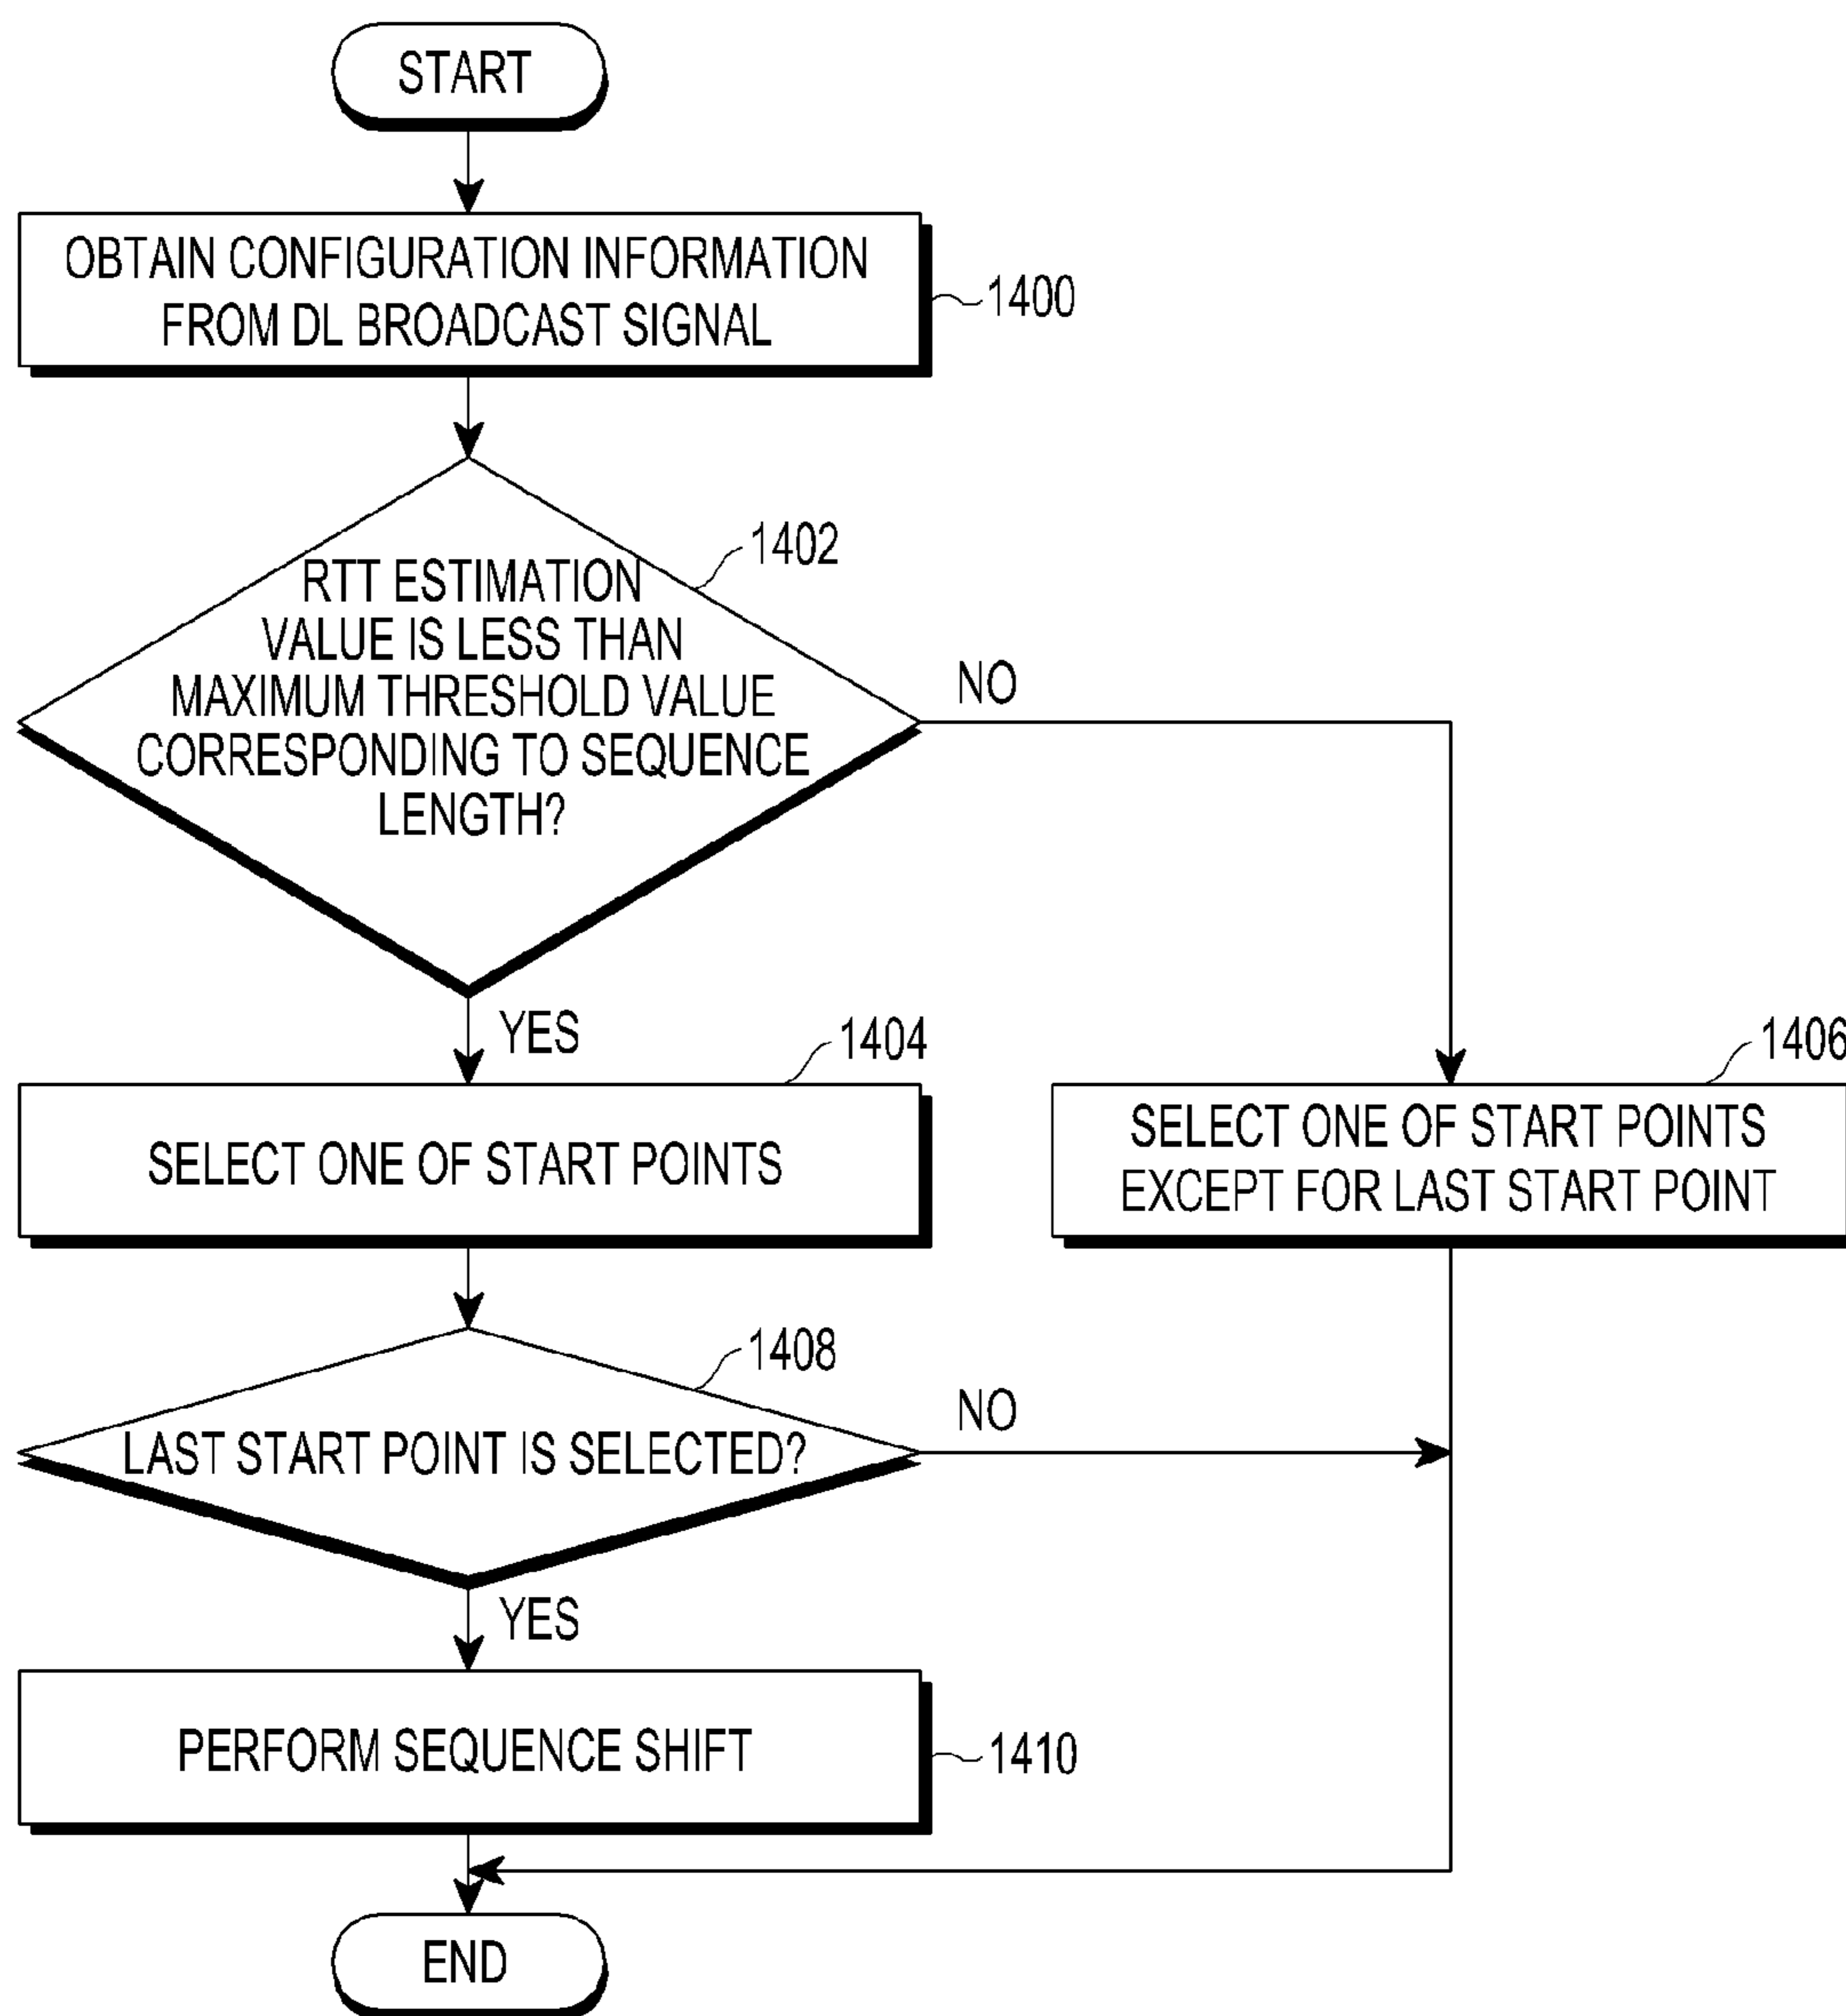 START
OBTAIN CONFIGURATION INFORMATION
FROM DL BROADCAST SIGNAL
1400
1402
RTT ESTIMATION
VALUE IS LESS THAN
MAXIMUM THRESHOLD VALUE
CORRESPONDING TO SEQUENCE
LENGTH?
NO
YES
1404
1406
SELECT ONE OF START POINTS
SELECT ONE OF START POINTS
EXCEPT FOR LAST START POINT
1408
NO
LAST START POINT IS SELECTED?
YES
PERFORM SEQUENCE SHIFT
1410
END